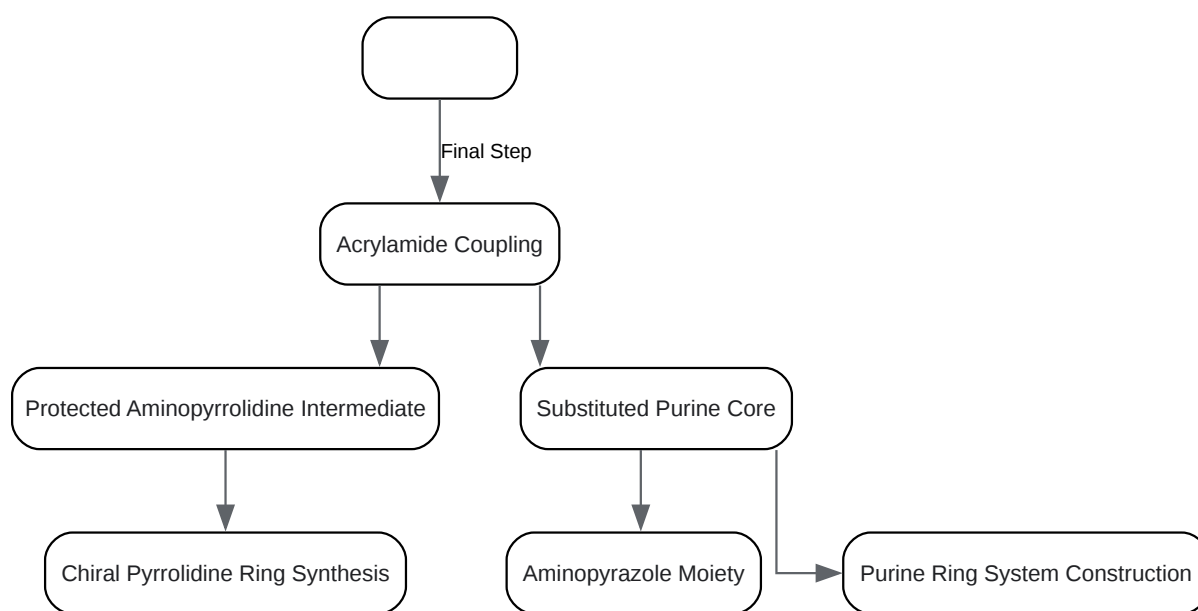 Final Step
Acrylamide Coupling
Protected Aminopyrrolidine Intermediate
Substituted Purine Core
Chiral Pyrrolidine Ring Synthesis
Aminopyrazole Moiety
Purine Ring System Construction